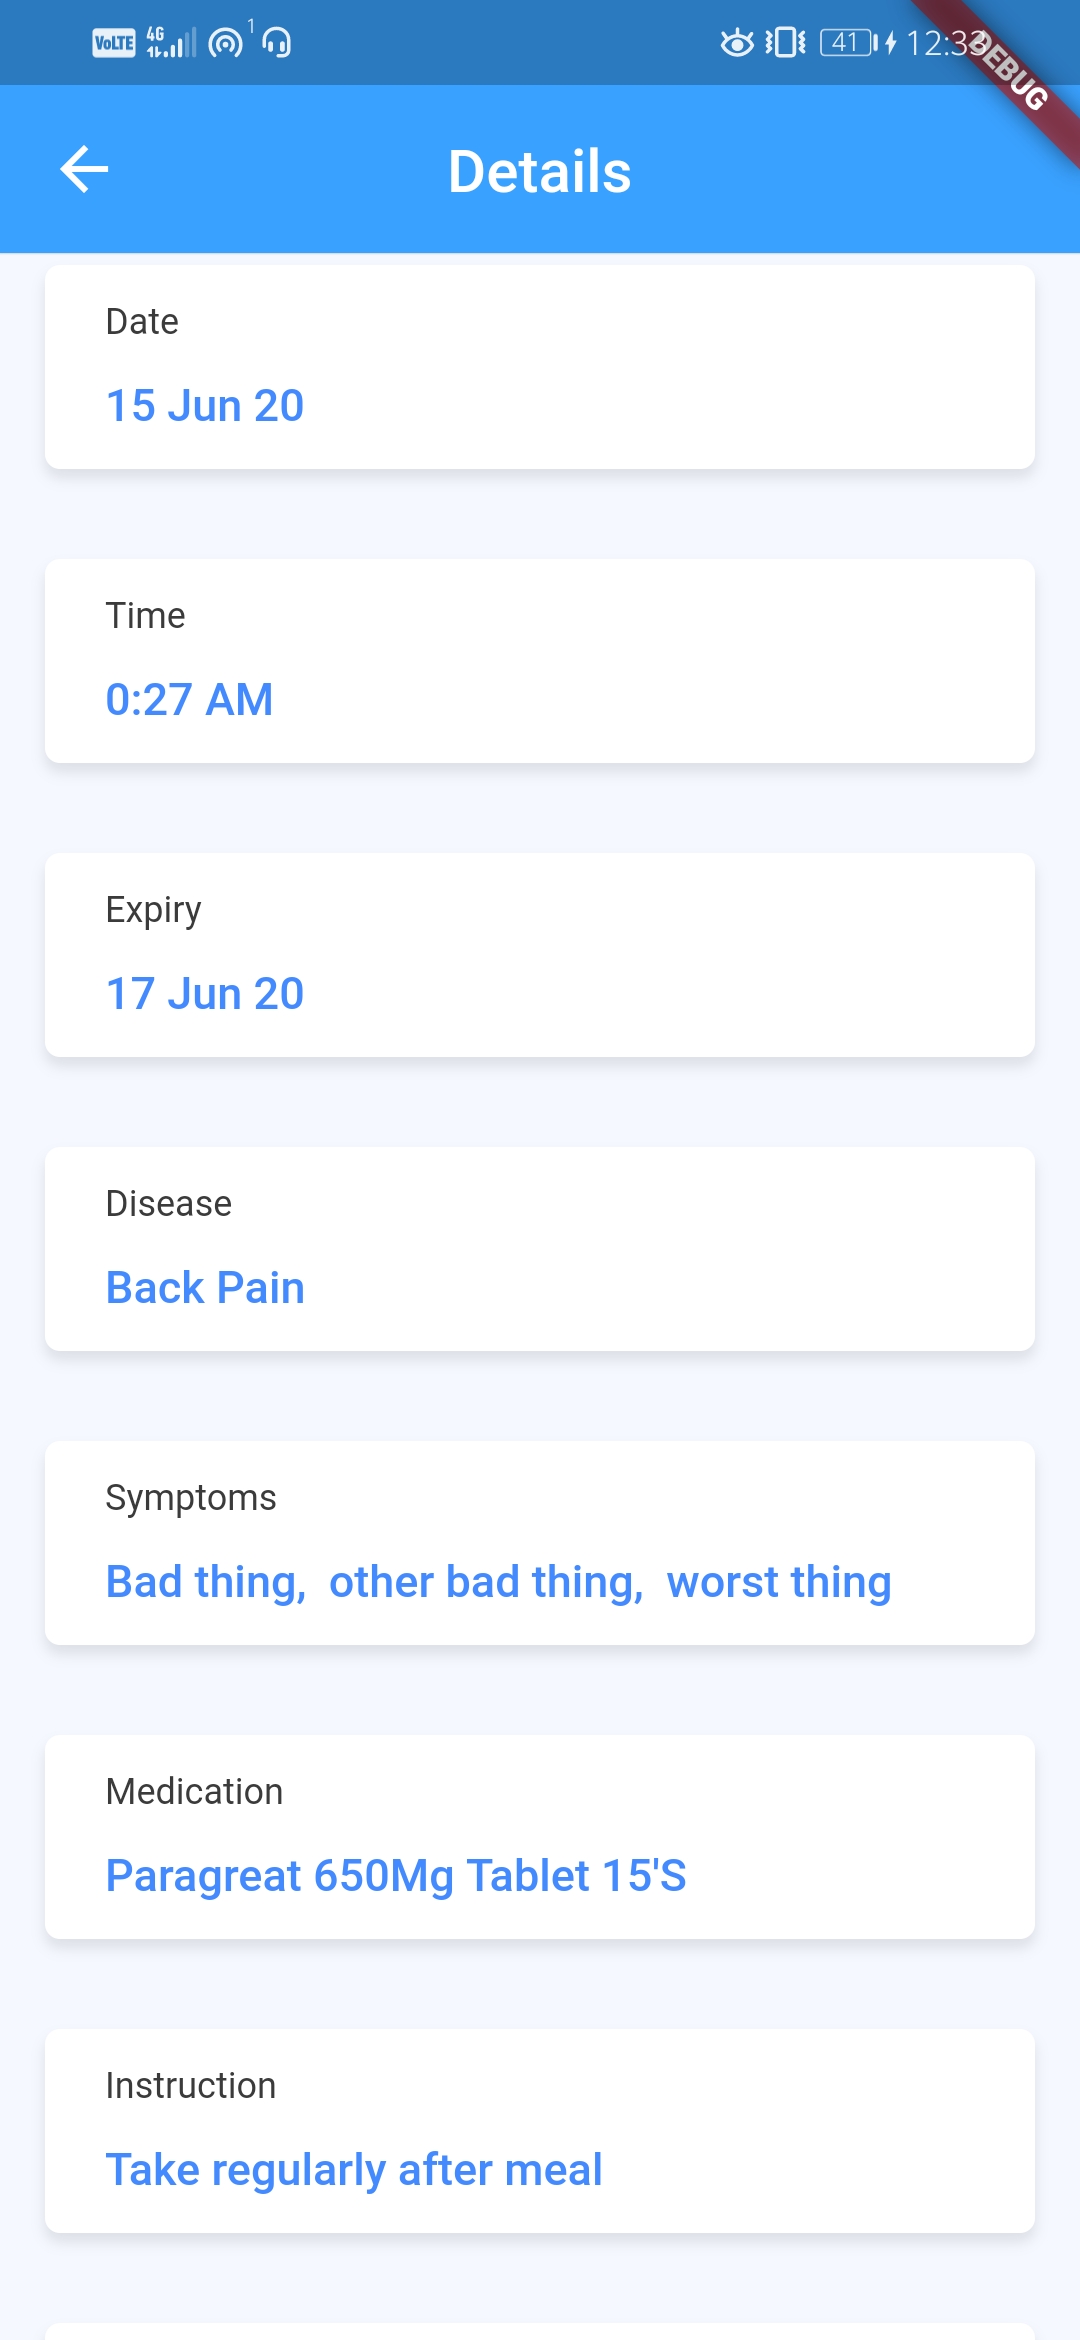 VoLTE 4G 1 41 12:33
DEBUG
Details
Date
15 Jun 20
Time
0:27 AM
Expiry
17 Jun 20
Disease
Back Pain
Symptoms
Bad thing,  other bad thing,  worst thing
Medication
Paragreat 650Mg Tablet 15'S
Instruction
Take regularly after meal